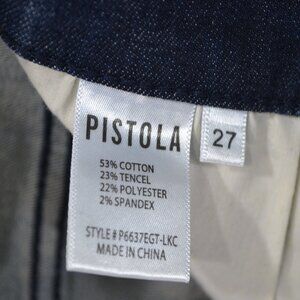 PISTOLA
27
53% COTTON
23% TENCEL
22% POLYESTER
2% SPANDEX
STYLE# P6637EGT-LKC
MADE IN CHINA